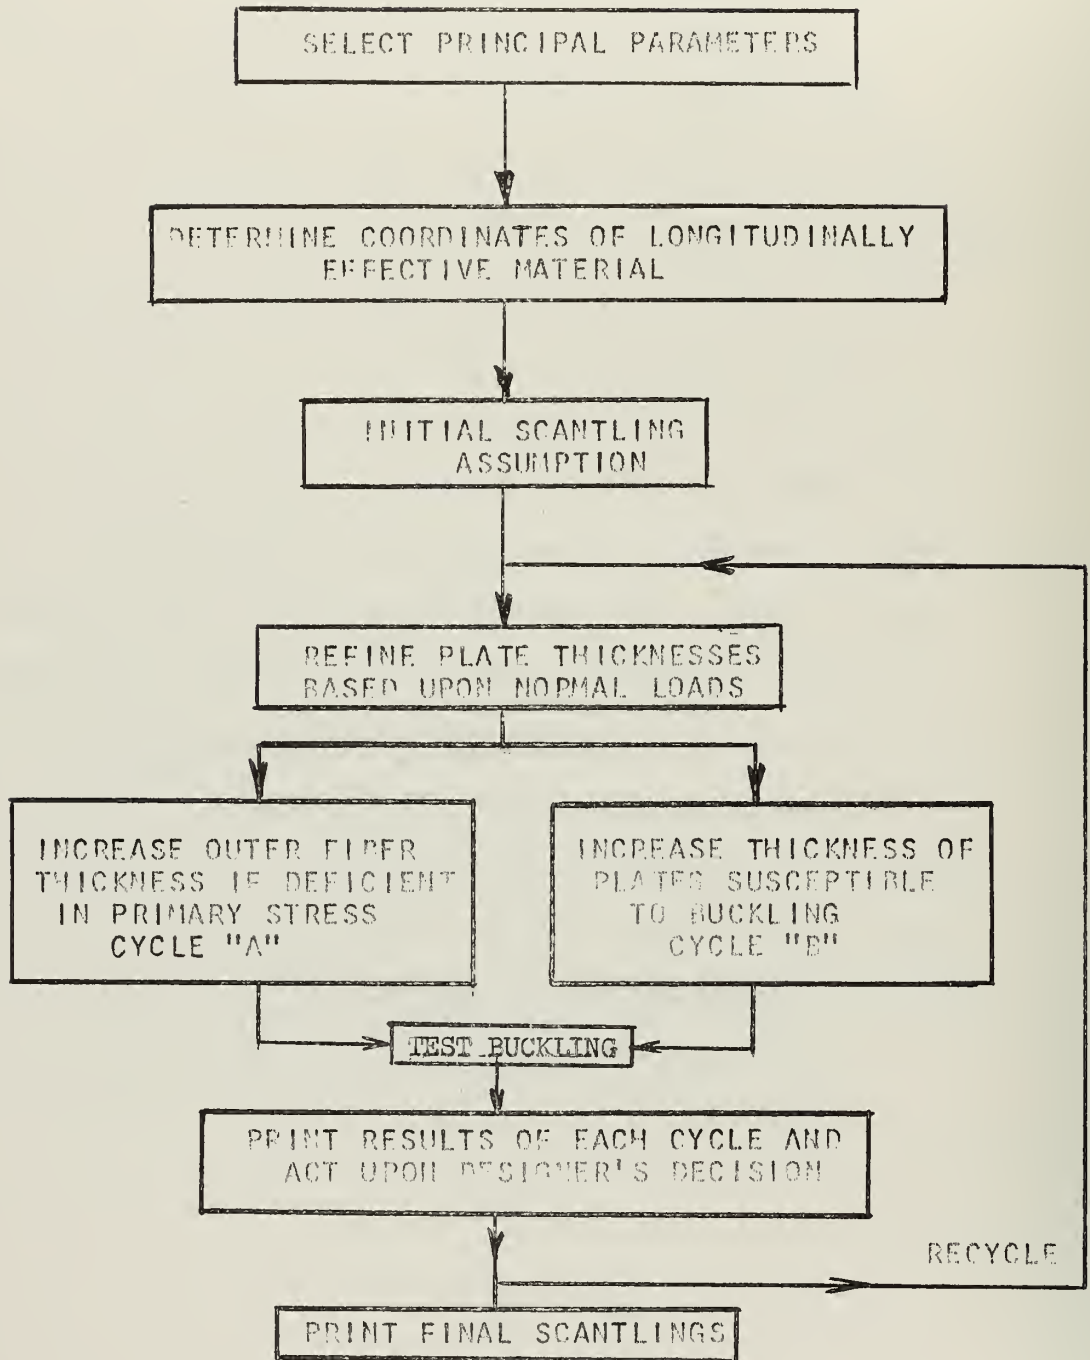 SELECT PRINCIPAL PARAMETERS
DETERMINE COORDINATES OF LONGITUDINALLY
EFFECTIVE MATERIAL
INITIAL SCANTLING
ASSUMPTION
REFINE PLATE THICKNESSES
BASED UPON NORMAL LOADS
INCREASE OUTER FIBER
THICKNESS IF DEFICIENT
IN PRIMARY STRESS
CYCLE "A"
INCREASE THICKNESS OF
PLATES SUSCEPTIBLE
TO BUCKLING
CYCLE "B"
TEST BUCKLING
PRINT RESULTS OF EACH CYCLE AND
ACT UPON DESIGNER'S DECISION
RECYCLE
PRINT FINAL SCANTLINGS